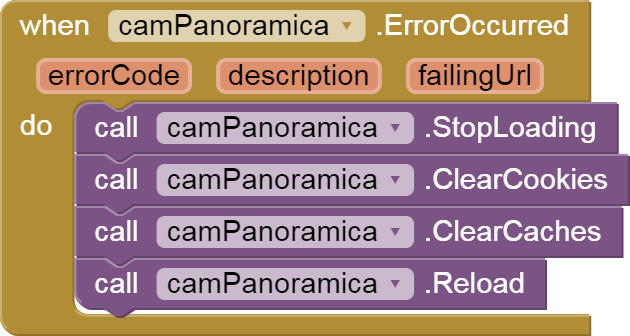 when camPanoramica .ErrorOccurred
errorCode description failingUrl
do call camPanoramica .StopLoading
call camPanoramica .ClearCookies
call camPanoramica .ClearCaches
call camPanoramica .Reload